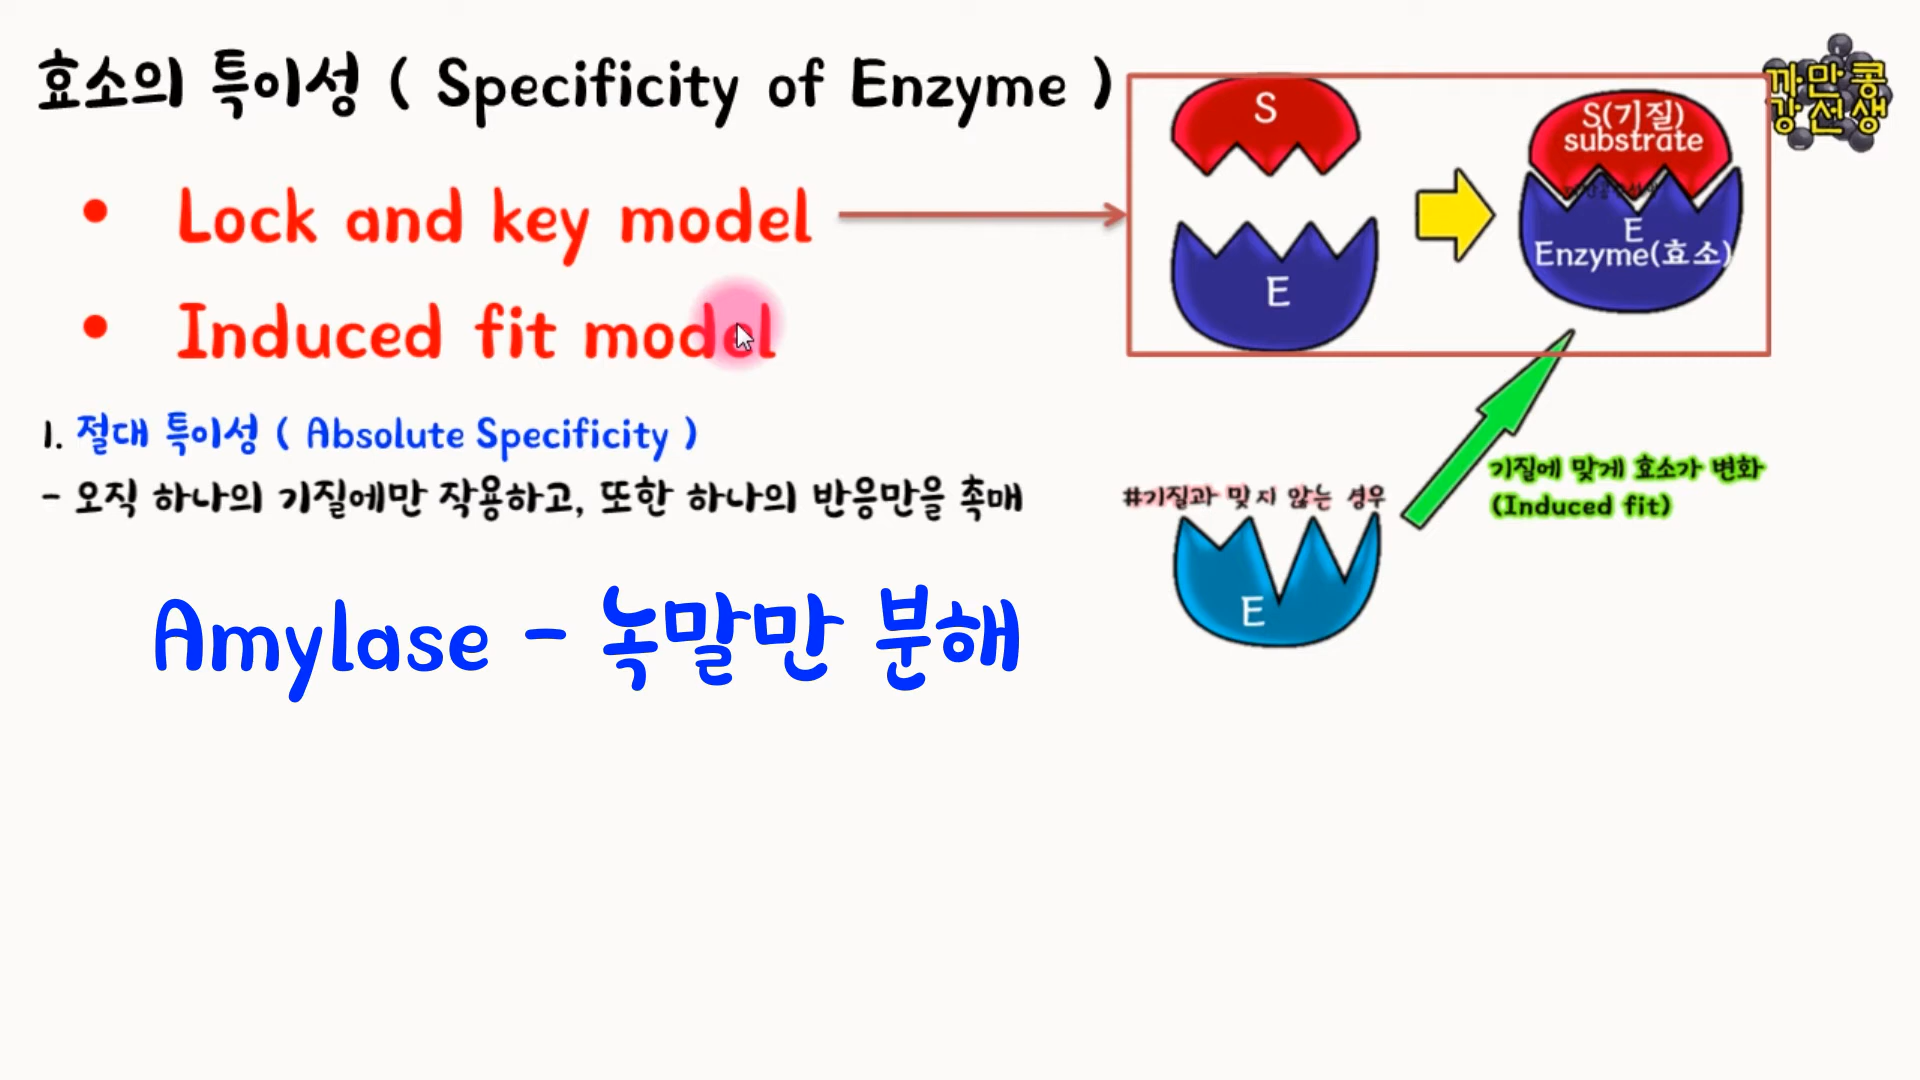 효소의 특이성 ( Specificity of Enzyme )
• Lock and key model
• Induced fit model
1. 절대 특이성 ( Absolute Specificity )
- 오직 하나의 기질에만 작용하고, 또한 하나의 반응만을 촉매
Amylase - 녹말만 분해
S
E
S(기질)
substrate
E
Enzyme(효소)
까만콩
강선생
#기질과 맞지 않는 경우
E
기질에 맞게 효소가 변화
(Induced fit)